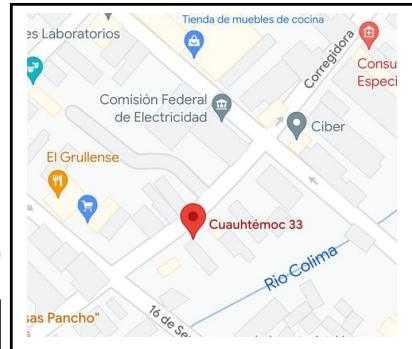 Tienda de muebles de cocina
es Laboratorios
Corregidora
Consu
Especi
Comisión Federal
de Electricidad
Ciber
El Grullense
Cuauhtémoc 33
Rio Colima
sas Pancho"
16 de Se